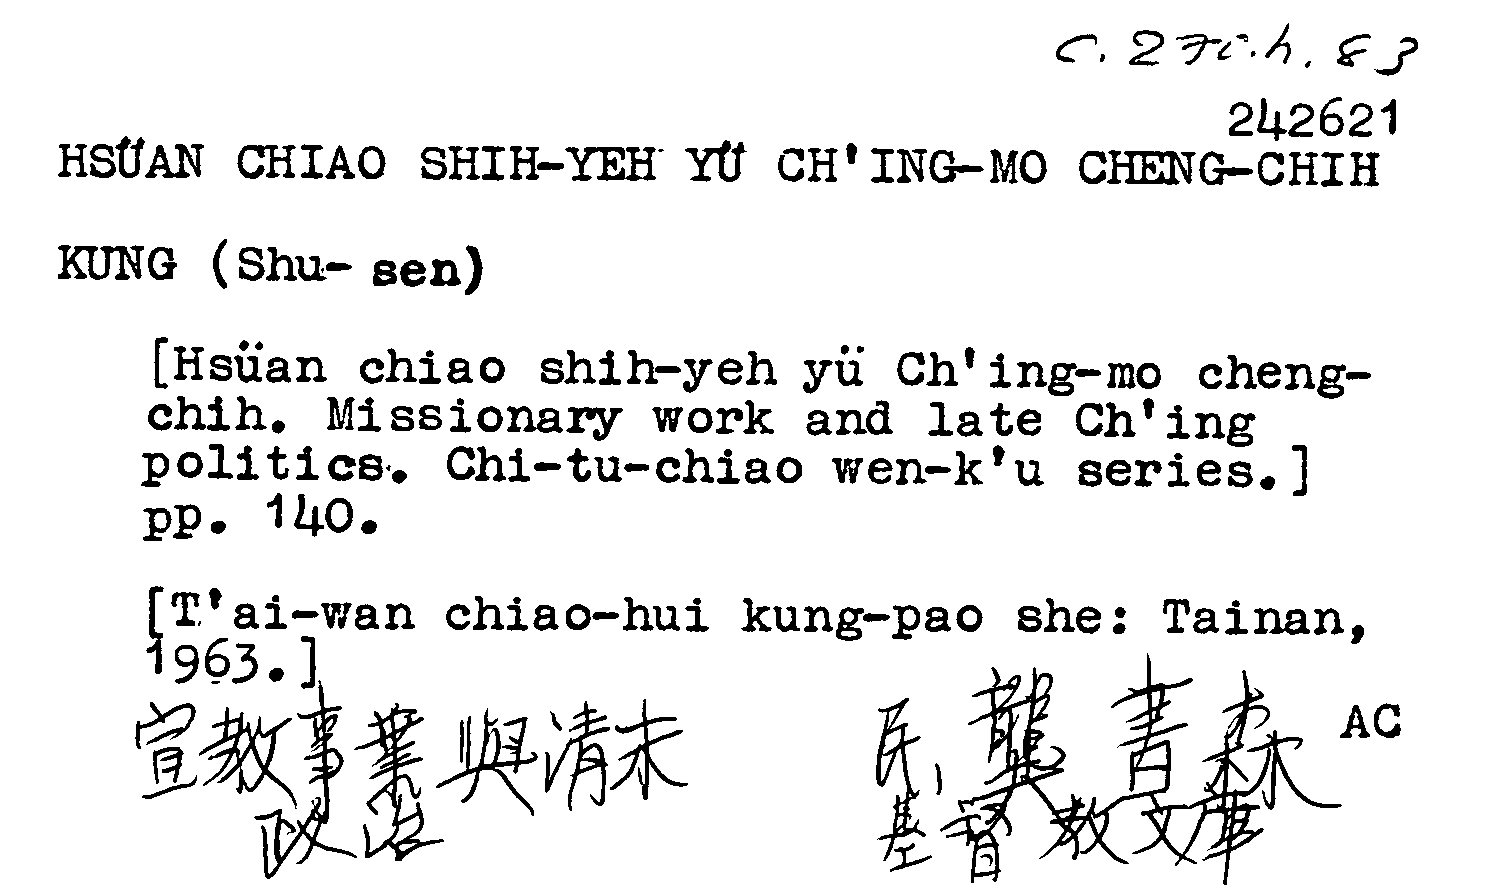 C. 27c.h. 83
242621
HSÜAN CHIAO SHIH-YEH YÜ CH'ING-MO CHENG-CHIH
KUNG (Shu-sen)
[Hsüan chiao shih-yeh yü Ch'ing-mo cheng-
chih. Missionary work and late Ch'ing
politics. Chi-tu-chiao wen-k'u series.]
pp. 140.
[T'ai-wan chiao-hui kung-pao she: Tainan,
1963.]
宣教事業與清末
政治
民, 龔書森
基督教文庫
AC